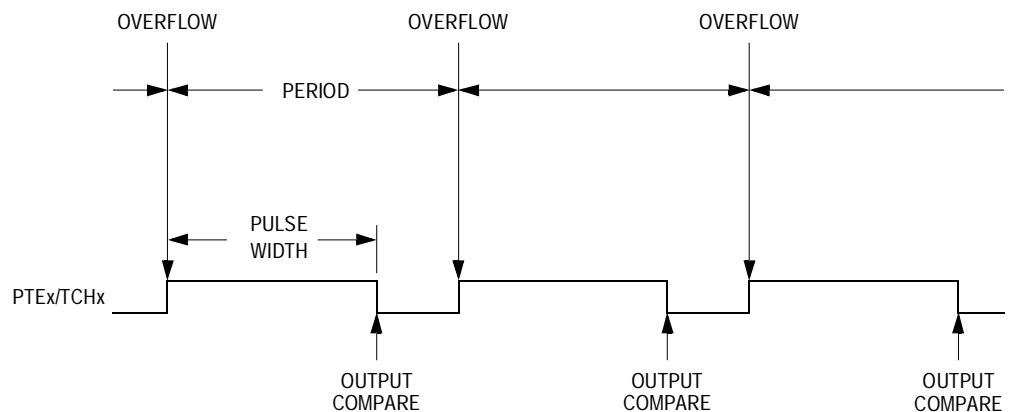 OVERFLOW OVERFLOW OVERFLOW
PERIOD
PULSE
WIDTH
PTEx/TCHx
OUTPUT
COMPARE
OUTPUT
COMPARE
OUTPUT
COMPARE